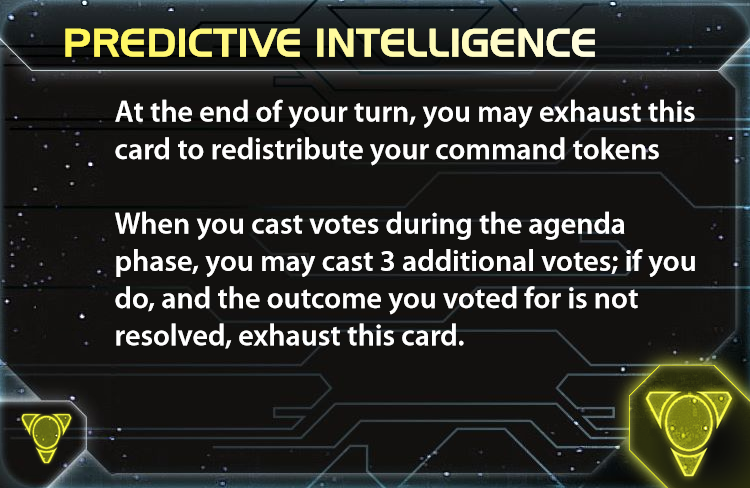 PREDICTIVE INTELLIGENCE
At the end of your turn, you may exhaust this
card to redistribute your command tokens
When you cast votes during the agenda
phase, you may cast 3 additional votes; if you
do, and the outcome you voted for is not
resolved, exhaust this card.